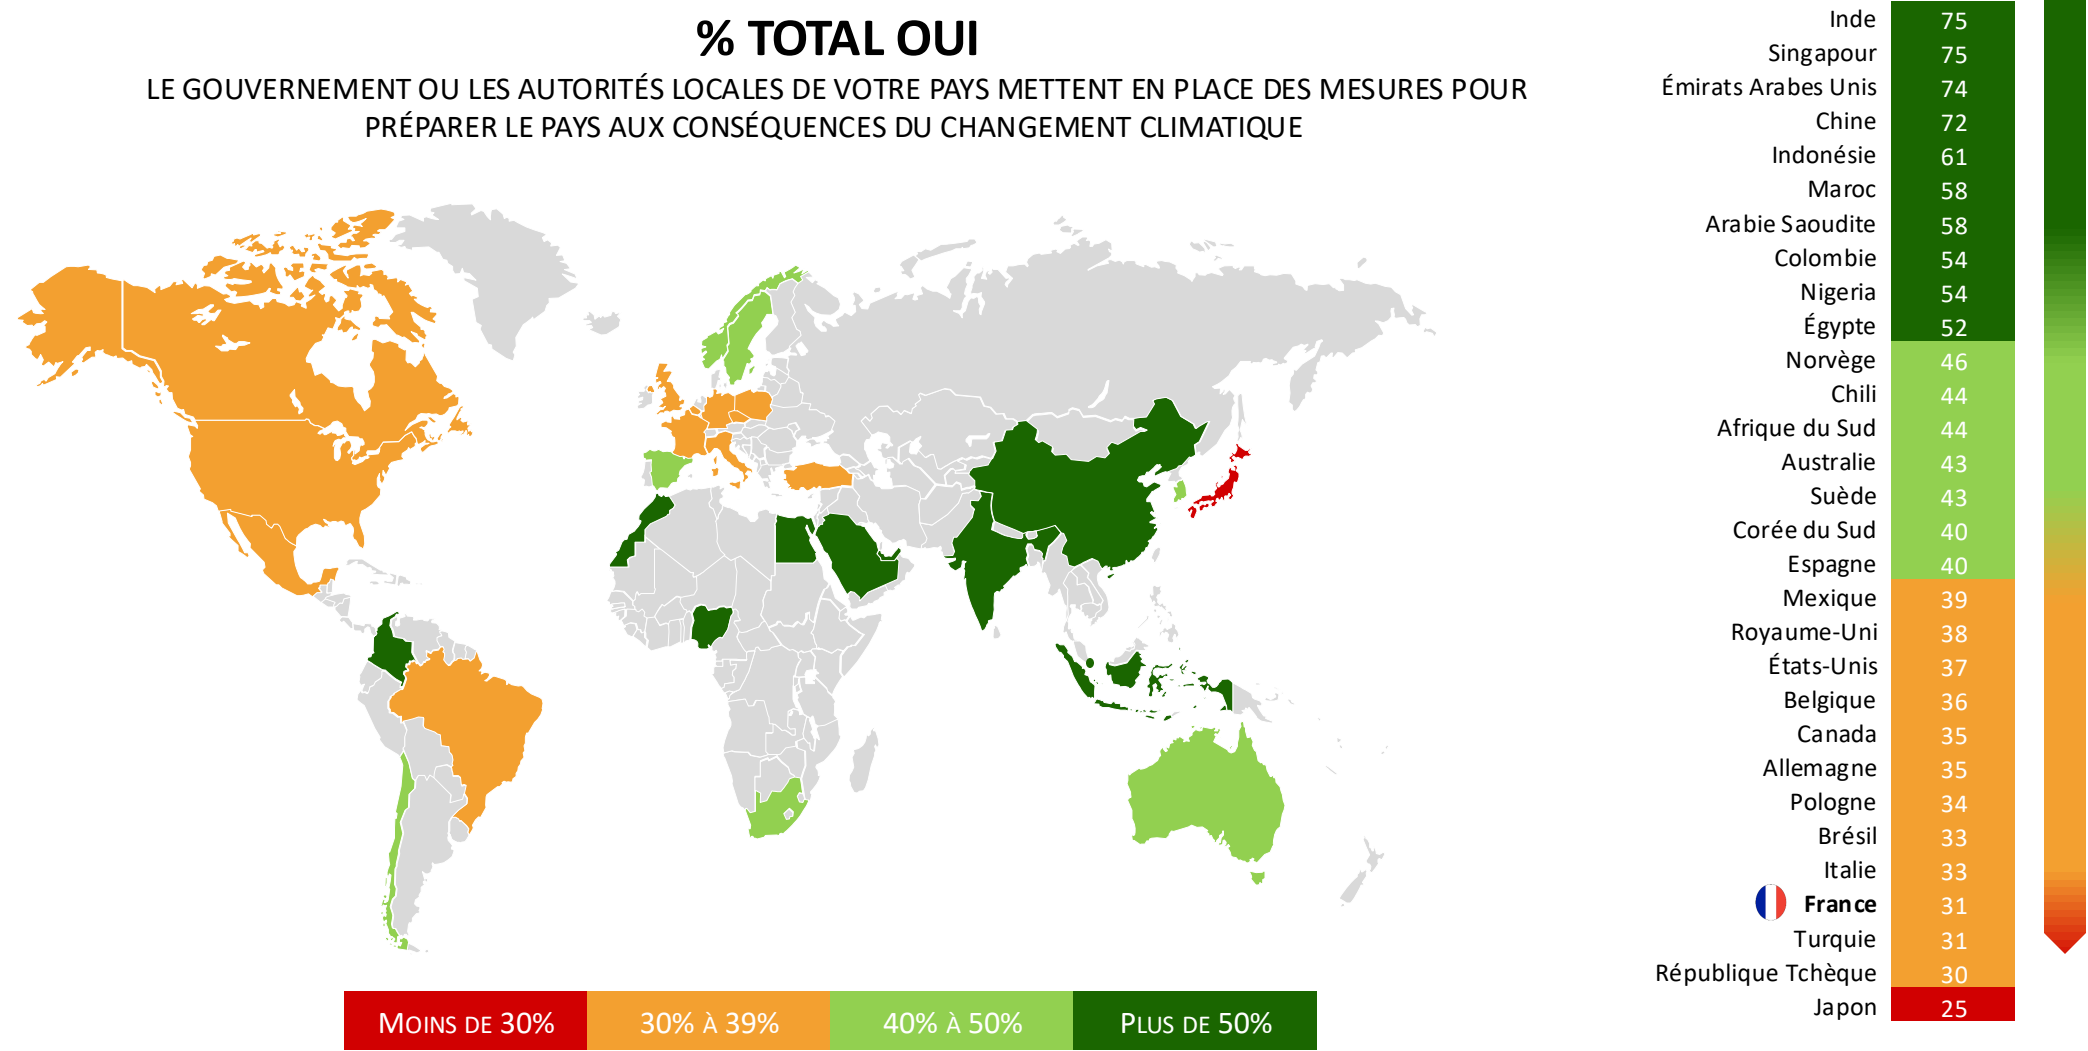 % TOTAL OUI
LE GOUVERNEMENT OU LES AUTORITÉS LOCALES DE VOTRE PAYS METTENT EN PLACE DES MESURES POUR
PRÉPARER LE PAYS AUX CONSÉQUENCES DU CHANGEMENT CLIMATIQUE
Inde 75
Singapour 75
Émirats Arabes Unis 74
Chine 72
Indonésie 61
Maroc 58
Arabie Saoudite 58
Colombie 54
Nigeria 54
Égypte 52
Norvège 46
Chili 44
Afrique du Sud 44
Australie 43
Suède 43
Corée du Sud 40
Espagne 40
Mexique 39
Royaume-Uni 38
États-Unis 37
Belgique 36
Canada 35
Allemagne 35
Pologne 34
Brésil 33
Italie 33
France 31
Turquie 31
République Tchèque 30
Japon 25
MOINS DE 30% 30% À 39% 40% À 50% PLUS DE 50%